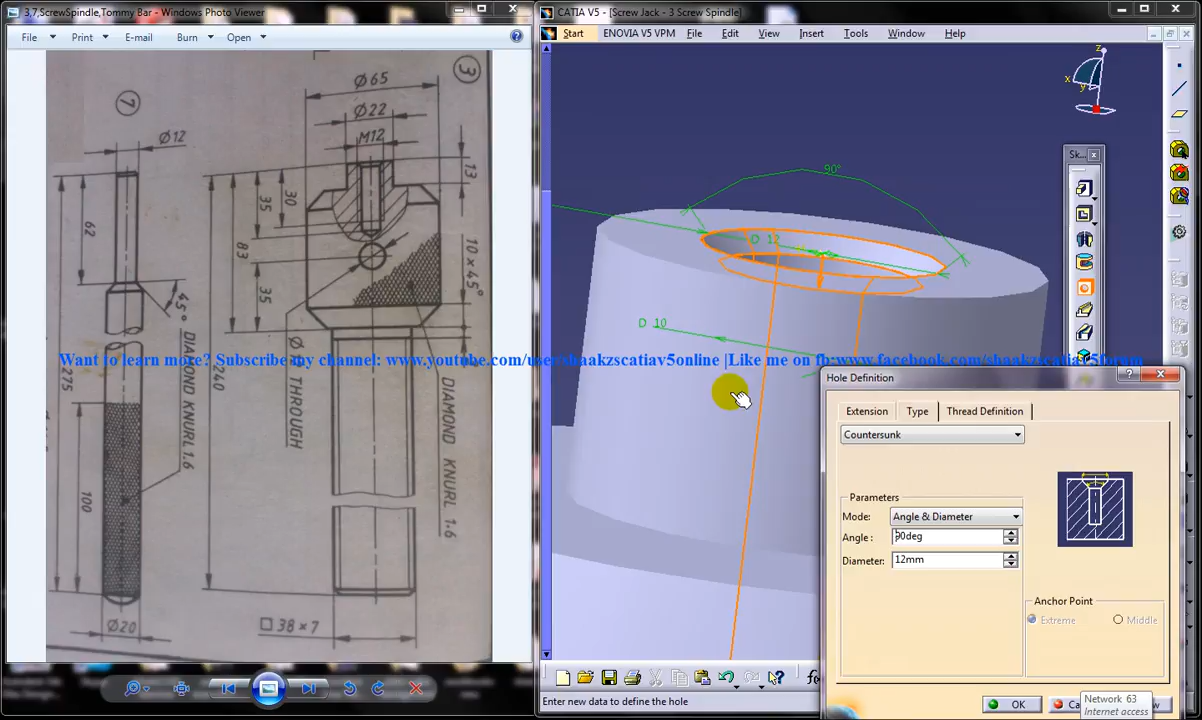 3,7,ScrewSpindle,Tommy Bar - Windows Photo Viewer
File Print E-mail Burn Open
3
7
Ø65
Ø22
M12
Ø12
13
30
35
35
83
62
10 x 45°
45°
DIAMOND KNURL 1.6
DIAMOND KNURL 1.6
THROUGH
275
240
100
Ø20
□ 38 × 7
CATIA V5 - [Screw Jack - 3 Screw Spindle]
Start ENOVIA V5 VPM File Edit View Insert Tools Window Help
z
x
y
Sk...
90°
D 12
D 10
Want to learn more? Subscribe my channel: www.youtube.com/user/shaakzscatiav5online |Like me on fb:www.facebook.com/shaakzscatiav5forum
Hole Definition
Extension Type Thread Definition
Countersunk
Parameters
Mode: Angle & Diameter
Angle : 90deg
Diameter: 12mm
Anchor Point
Extreme Middle
OK
Network 63
Internet access
Enter new data to define the hole